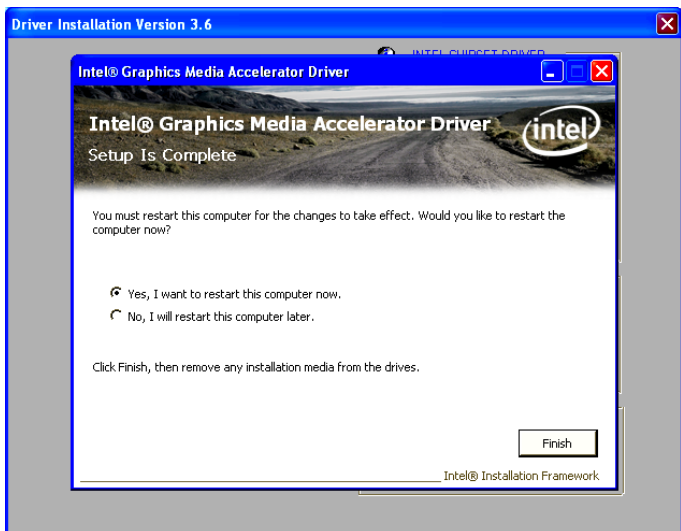 Driver Installation Version 3.6
INTEL CHIPSET DRIVER
Intel® Graphics Media Accelerator Driver
Intel® Graphics Media Accelerator Driver
intel
Setup Is Complete
You must restart this computer for the changes to take effect. Would you like to restart the
computer now?
Yes, I want to restart this computer now.
No, I will restart this computer later.
Click Finish, then remove any installation media from the drives.
Finish
Intel® Installation Framework